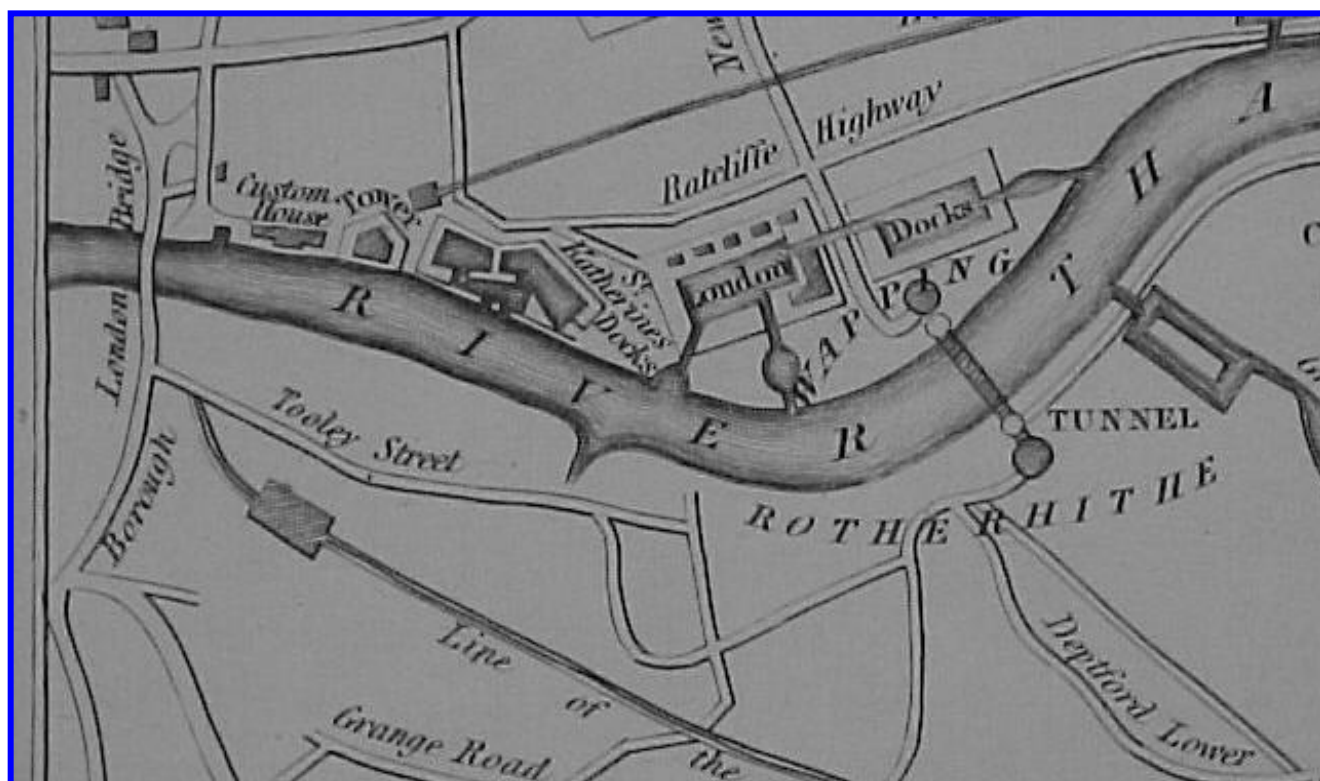 New
Ratcliffe Highway
London Bridge
Custom
House
Tower
St.
Katherines
Docks
London Docks
WAPPING
RIVER THA
TUNNEL
Tooley Street
Borough
ROTHERHITHE
Line of the
Grange Road
Deptford Lower